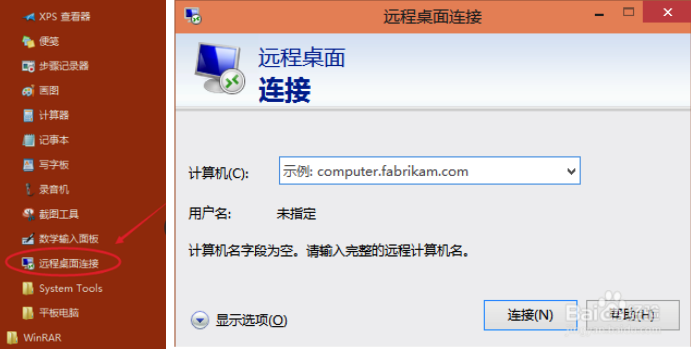 XPS 查看器
便笺
步骤记录器
画图
计算器
记事本
写字板
录音机
截图工具
数学输入面板
远程桌面连接
System Tools
平板电脑
WinRAR
远程桌面连接
远程桌面
连接
计算机(C):
示例: computer.fabrikam.com
用户名:
未指定
计算机名字段为空。请输入完整的远程计算机名。
显示选项(O)
连接(N)
帮助(H)
Baidu经验